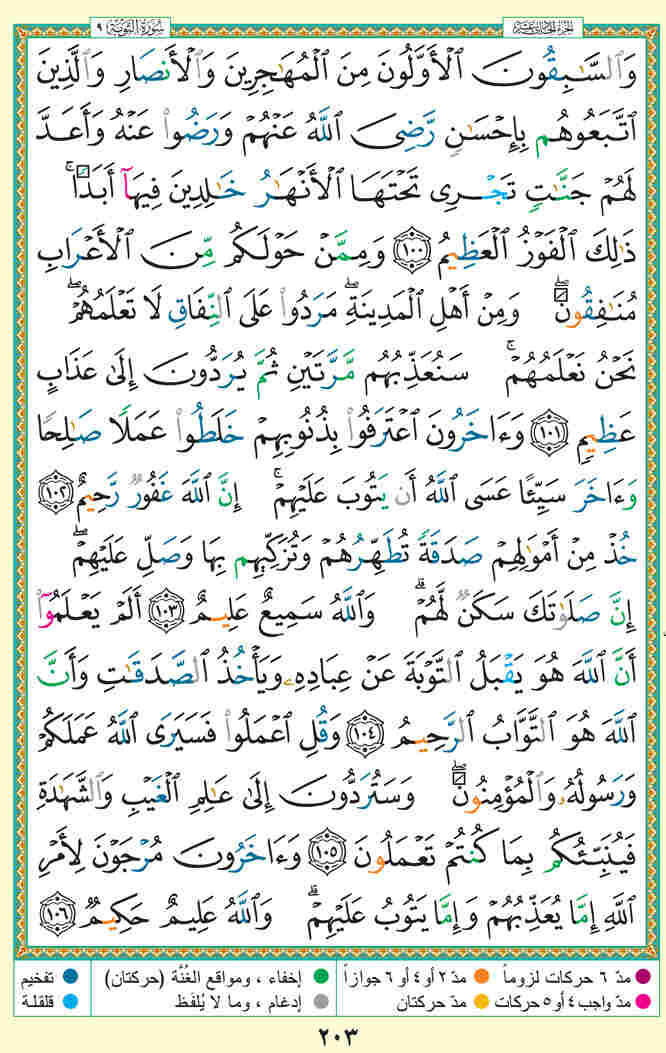 الجزء الحادي عشر سورة التوبة ٩
وَٱلسَّٰبِقُونَ ٱلْأَوَّلُونَ مِنَ ٱلْمُهَٰجِرِينَ وَٱلْأَنصَارِ وَٱلَّذِينَ
ٱتَّبَعُوهُم بِإِحْسَٰنٍ رَّضِىَ ٱللَّهُ عَنْهُمْ وَرَضُوا۟ عَنْهُ وَأَعَدَّ
لَهُمْ جَنَّٰتٍ تَجْرِى تَحْتَهَا ٱلْأَنْهَٰرُ خَٰلِدِينَ فِيهَآ أَبَدًا ۚ
ذَٰلِكَ ٱلْفَوْزُ ٱلْعَظِيمُ ١٠٠ وَمِمَّنْ حَوْلَكُم مِّنَ ٱلْأَعْرَابِ
مُنَٰفِقُونَ ۖ وَمِنْ أَهْلِ ٱلْمَدِينَةِ ۖ مَرَدُوا۟ عَلَى ٱلنِّفَاقِ لَا تَعْلَمُهُمْ ۖ
نَحْنُ نَعْلَمُهُمْ ۚ سَنُعَذِّبُهُم مَّرَّتَيْنِ ثُمَّ يُرَدُّونَ إِلَىٰ عَذَابٍ
عَظِيمٍ ١٠١ وَءَاخَرُونَ ٱعْتَرَفُوا۟ بِذُنُوبِهِمْ خَلَطُوا۟ عَمَلًا صَٰلِحًا
وَءَاخَرَ سَيِّئًا عَسَى ٱللَّهُ أَن يَتُوبَ عَلَيْهِمْ ۚ إِنَّ ٱللَّهَ غَفُورٌ رَّحِيمٌ ١٠٢
خُذْ مِنْ أَمْوَٰلِهِمْ صَدَقَةً تُطَهِّرُهُمْ وَتُزَكِّيهِم بِهَا وَصَلِّ عَلَيْهِمْ ۖ
إِنَّ صَلَوٰتَكَ سَكَنٌ لَّهُمْ ۗ وَٱللَّهُ سَمِيعٌ عَلِيمٌ ١٠٣ أَلَمْ يَعْلَمُوٓا۟
أَنَّ ٱللَّهَ هُوَ يَقْبَلُ ٱلتَّوْبَةَ عَنْ عِبَادِهِۦ وَيَأْخُذُ ٱلصَّدَقَٰتِ وَأَنَّ
ٱللَّهَ هُوَ ٱلتَّوَّابُ ٱلرَّحِيمُ ١٠٤ وَقُلِ ٱعْمَلُوا۟ فَسَيَرَى ٱللَّهُ عَمَلَكُمْ
وَرَسُولُهُۥ وَٱلْمُؤْمِنُونَ ۖ وَسَتُرَدُّونَ إِلَىٰ عَٰلِمِ ٱلْغَيْبِ وَٱلشَّهَٰدَةِ
فَيُنَبِّئُكُم بِمَا كُنتُمْ تَعْمَلُونَ ١٠٥ وَءَاخَرُونَ مُرْجَوْنَ لِأَمْرِ
ٱللَّهِ إِمَّا يُعَذِّبُهُمْ وَإِمَّا يَتُوبُ عَلَيْهِمْ ۗ وَٱللَّهُ عَلِيمٌ حَكِيمٌ ١٠٦
مدّ ٦ حركات لزوماً مدّ ٢ أو ٤ أو ٦ جوازاً إخفاء ، ومواقع الغُنَّة (حركتان) تفخيم
مدّ واجب ٤ أو ٥ حركات مدّ حركتان إدغام ، وما لا يُلفَظ قلقلة
٢٠٣